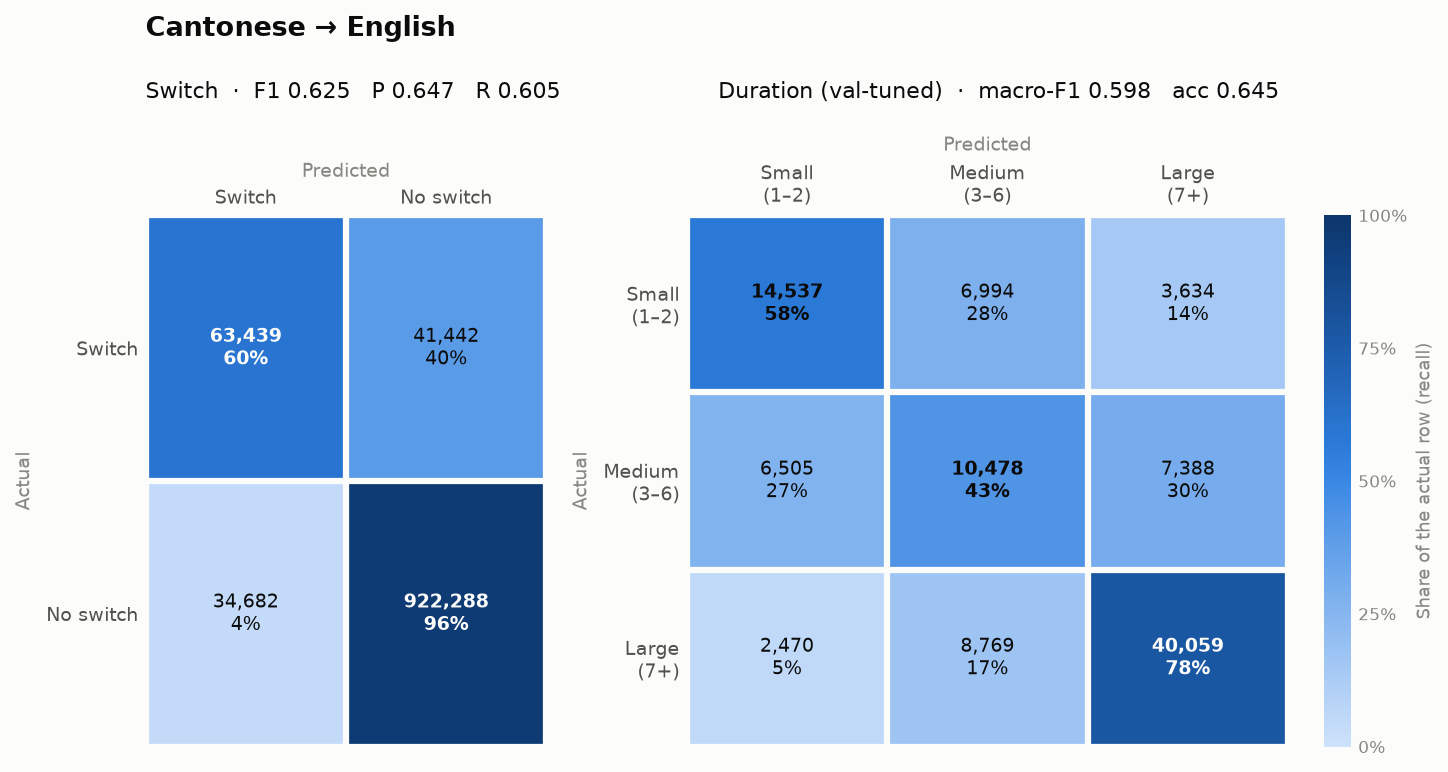 Cantonese → English
Switch · F1 0.625 P 0.647 R 0.605
Predicted
Switch No switch
Actual
Switch
63,439 41,442
60% 40%
No switch
34,682 922,288
4% 96%
Duration (val-tuned) · macro-F1 0.598 acc 0.645
Predicted
Small Medium Large
(1–2) (3–6) (7+)
Actual
Small
(1–2)
14,537 6,994 3,634
58% 28% 14%
Medium
(3–6)
6,505 10,478 7,388
27% 43% 30%
Large
(7+)
2,470 8,769 40,059
5% 17% 78%
100%
75%
50%
25%
0%
Share of the actual row (recall)